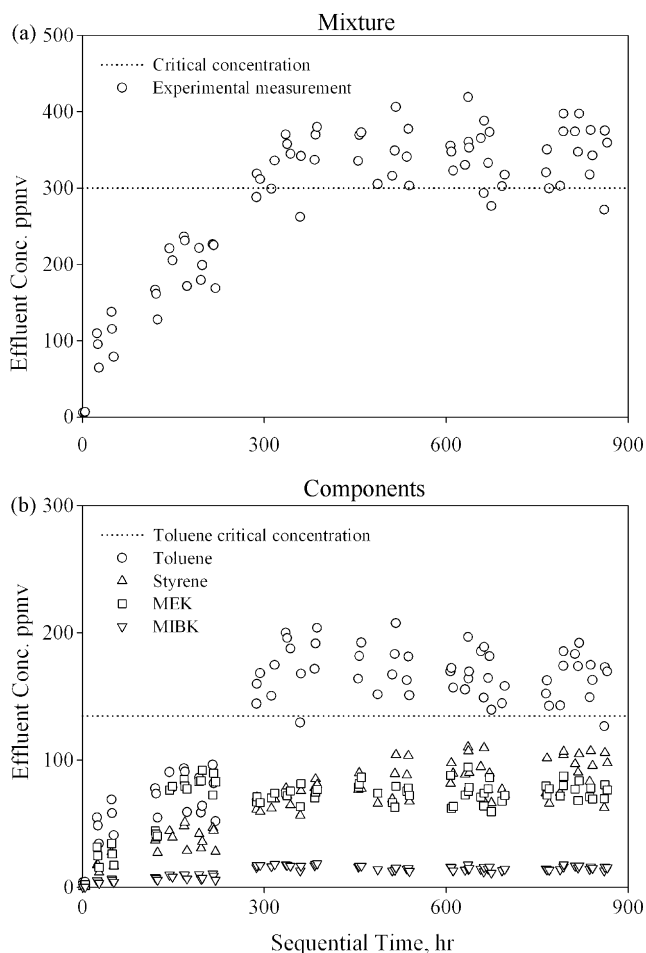 (a)
Mixture
500
400
300
200
100
0
Effluent Conc. ppmv
Critical concentration
Experimental measurement
0
300
600
900
(b)
Components
300
200
100
0
Effluent Conc. ppmv
Toluene critical concentration
Toluene
Styrene
MEK
MIBK
0
300
600
900
Sequential Time, hr